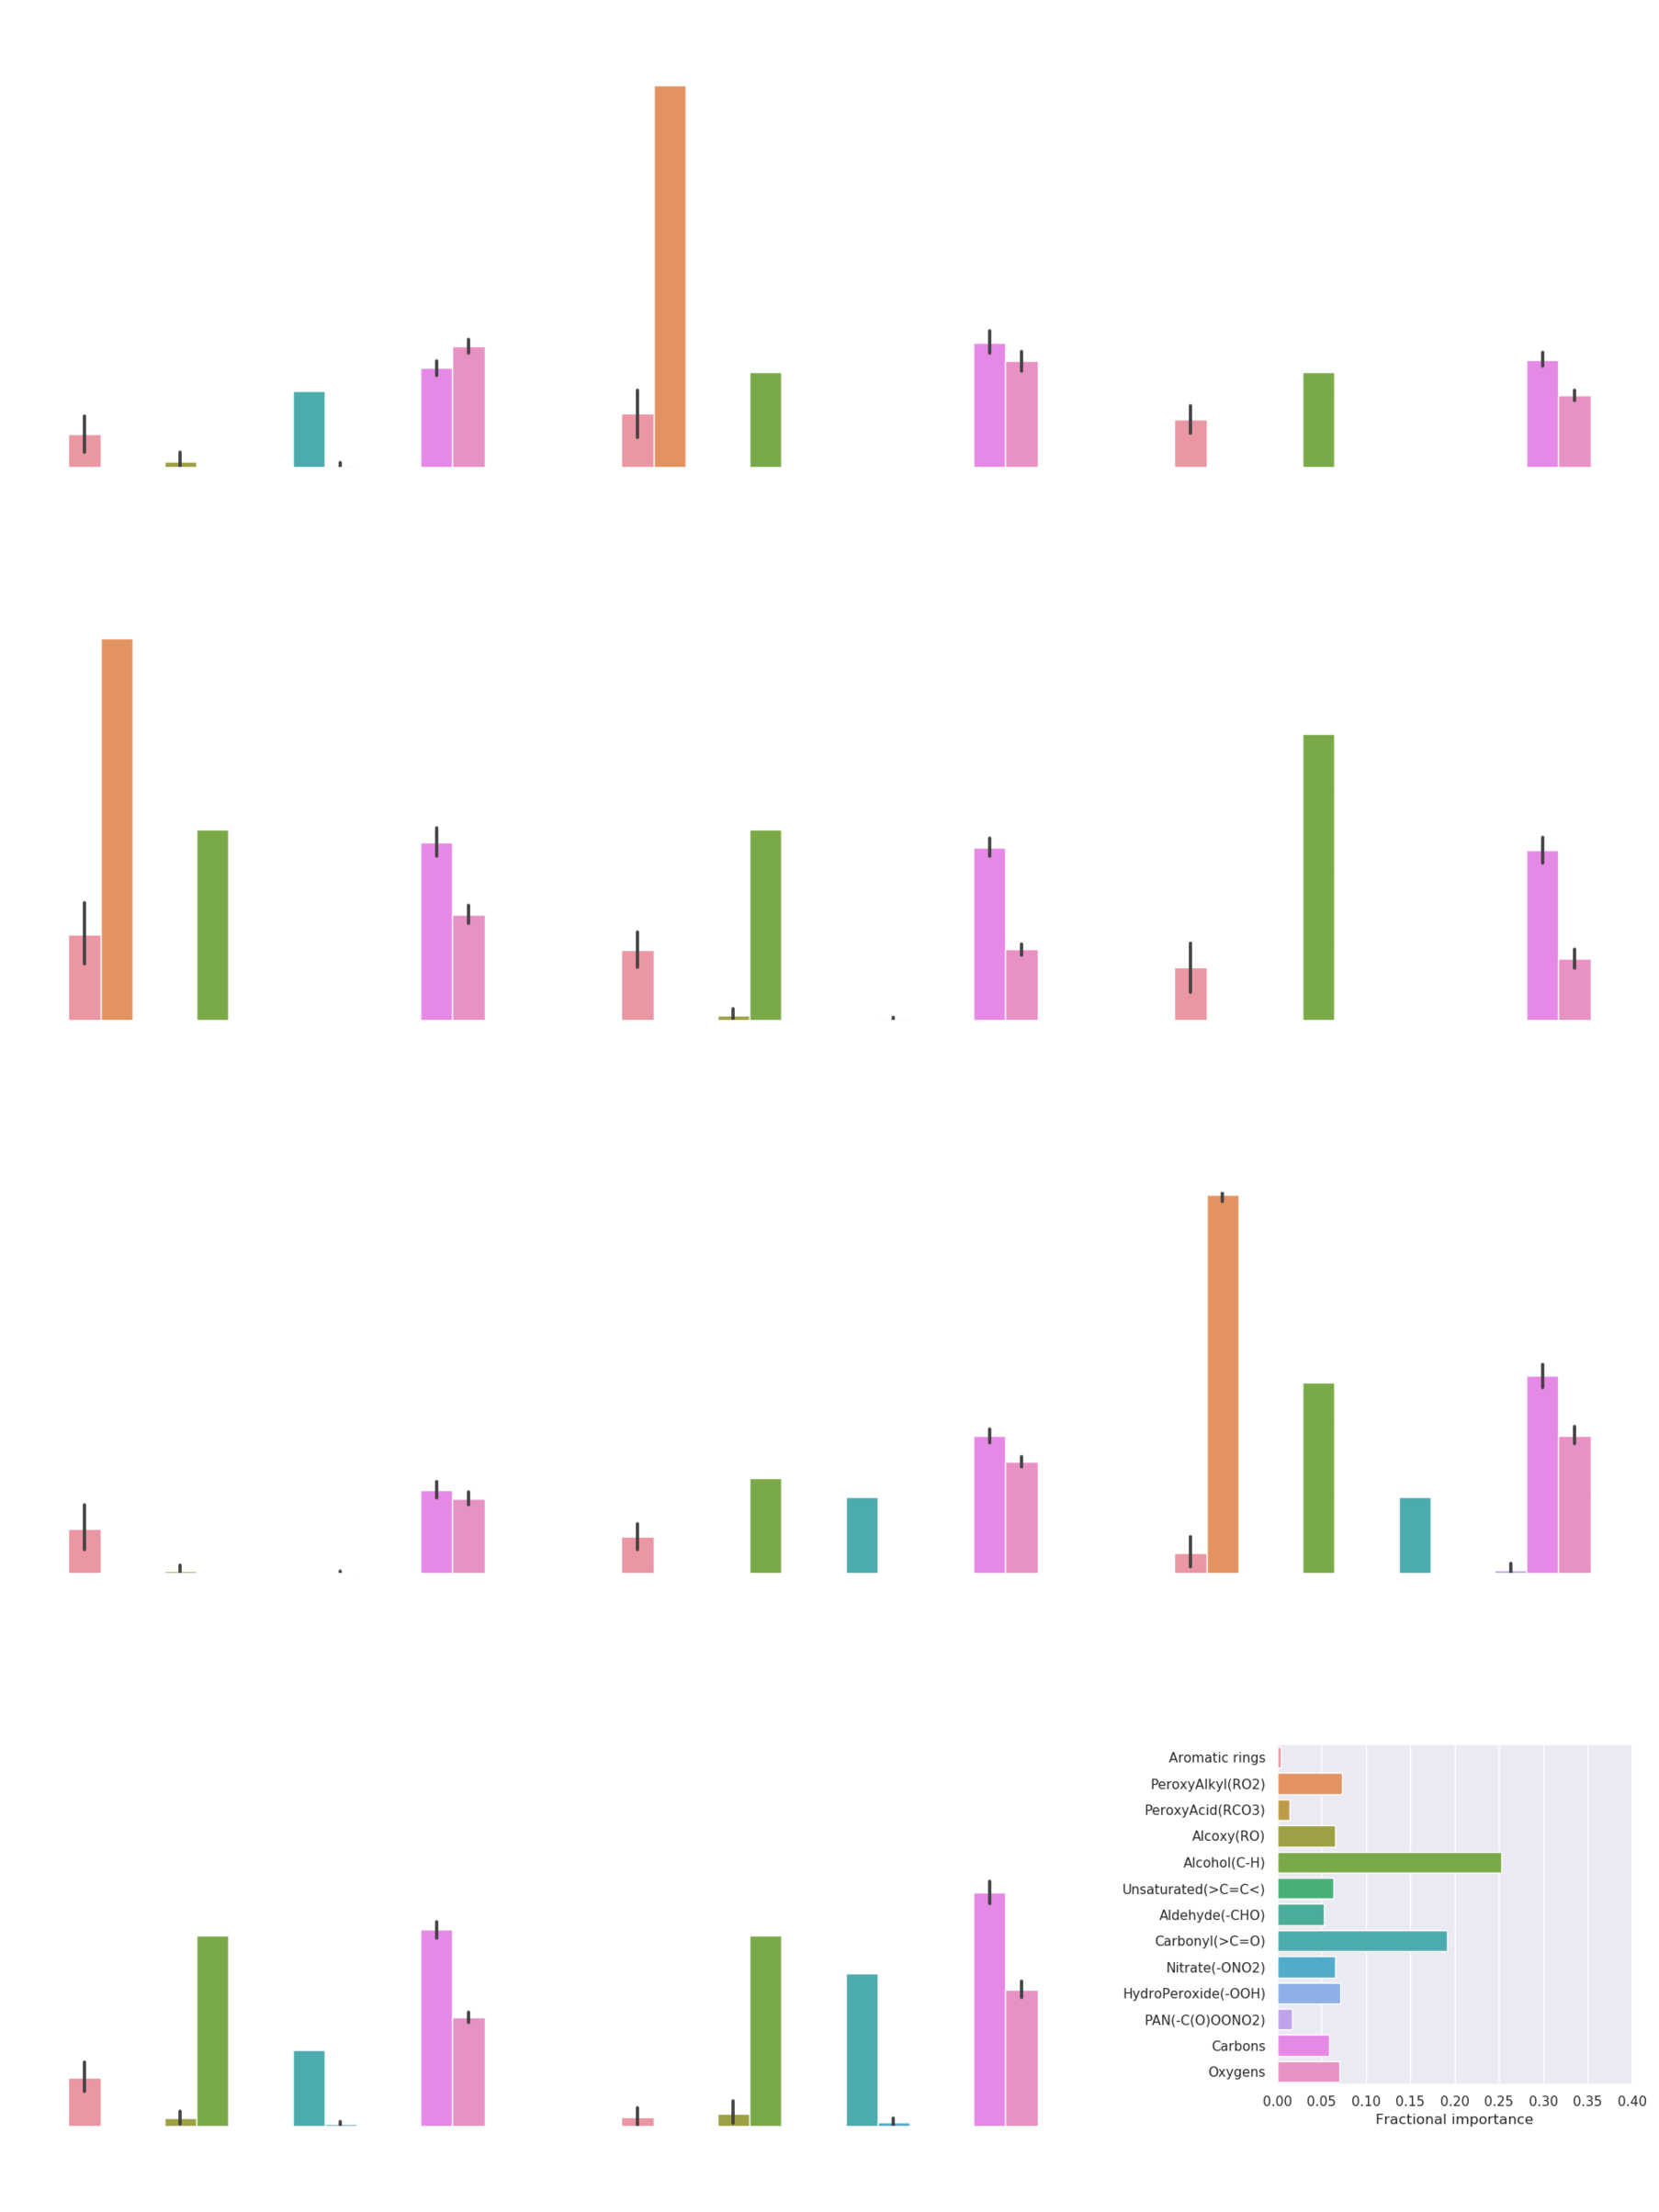 Aromatic rings
PeroxyAlkyl(RO2)
PeroxyAcid(RCO3)
Alcoxy(RO)
Alcohol(C-H)
Unsaturated(>C=C<)
Aldehyde(-CHO)
Carbonyl(>C=O)
Nitrate(-ONO2)
HydroPeroxide(-OOH)
PAN(-C(O)OONO2)
Carbons
Oxygens
0.00 0.05 0.10 0.15 0.20 0.25 0.30 0.35 0.40
Fractional importance